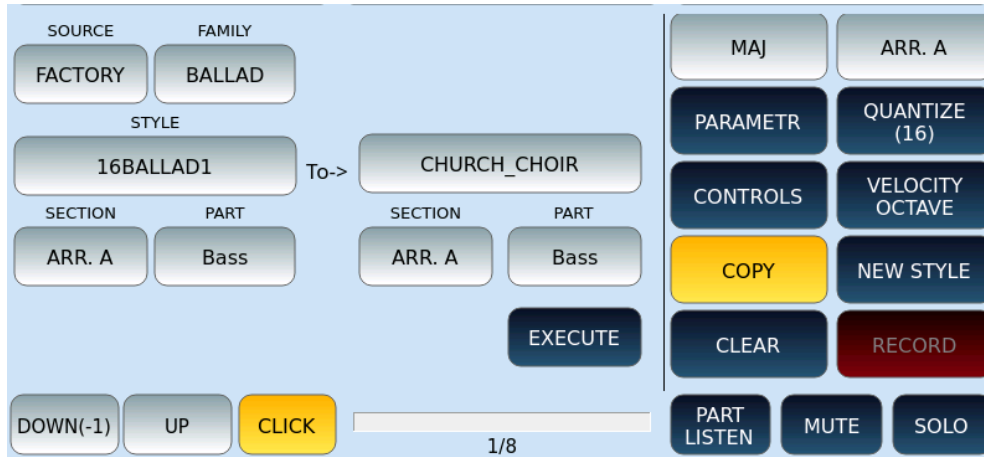 SOURCE FAMILY
FACTORY BALLAD
STYLE
16BALLAD1 To-> CHURCH_CHOIR
SECTION PART SECTION PART
ARR. A Bass ARR. A Bass
EXECUTE
MAJ ARR. A
PARAMETR QUANTIZE
(16)
CONTROLS VELOCITY
OCTAVE
COPY NEW STYLE
CLEAR RECORD
DOWN(-1) UP CLICK 1/8
PART
LISTEN MUTE SOLO